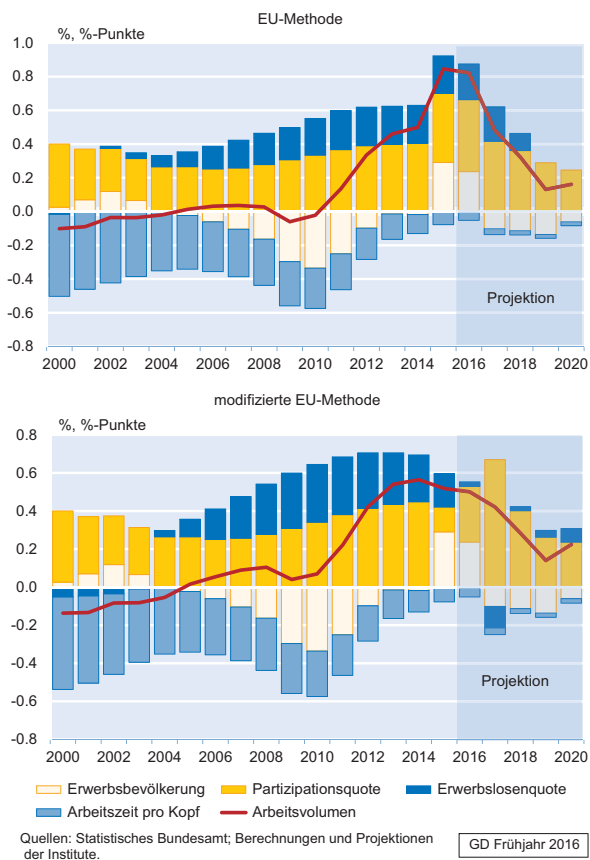 EU-Methode
%, %-Punkte
1.0
0.8
0.6
0.4
0.2
0.0
-0.2
-0.4
-0.6
-0.8
Projektion
2000 2002 2004 2006 2008 2010 2012 2014 2016 2018 2020
modifizierte EU-Methode
%, %-Punkte
0.8
0.6
0.4
0.2
0.0
-0.2
-0.4
-0.6
-0.8
Projektion
2000 2002 2004 2006 2008 2010 2012 2014 2016 2018 2020
Erwerbsbevölkerung Partizipationsquote Erwerbslosenquote
Arbeitszeit pro Kopf Arbeitsvolumen
Quellen: Statistisches Bundesamt; Berechnungen und Projektionen
der Institute.
GD Frühjahr 2016